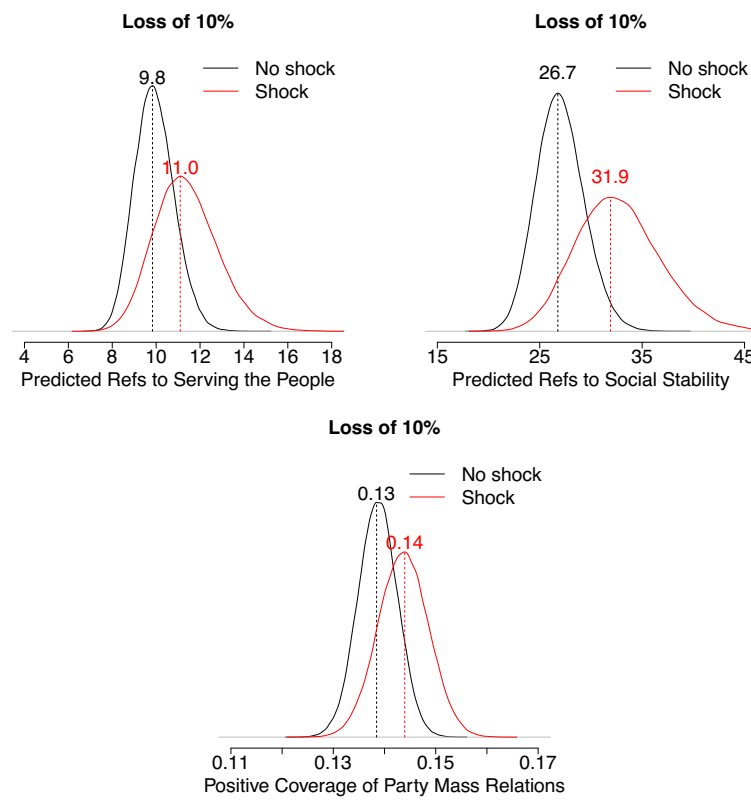 Loss of 10%
No shock
Shock
9.8
11.0
4 6 8 10 12 14 16 18
Predicted Refs to Serving the People
Loss of 10%
No shock
Shock
26.7
31.9
15 25 35 45
Predicted Refs to Social Stability
Loss of 10%
No shock
Shock
0.13
0.14
0.11 0.13 0.15 0.17
Positive Coverage of Party Mass Relations